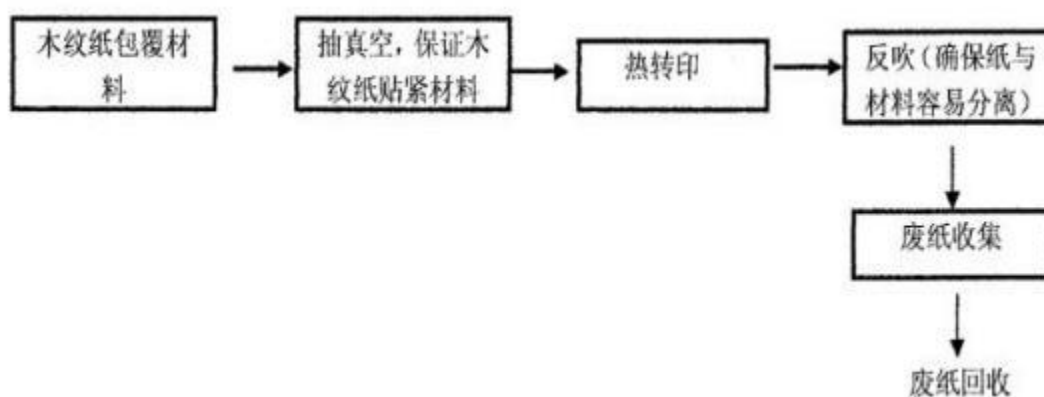 木纹纸包覆材
料
抽真空，保证木
纹纸贴紧材料
热转印
反吹（确保纸与
材料容易分离）
废纸收集
废纸回收